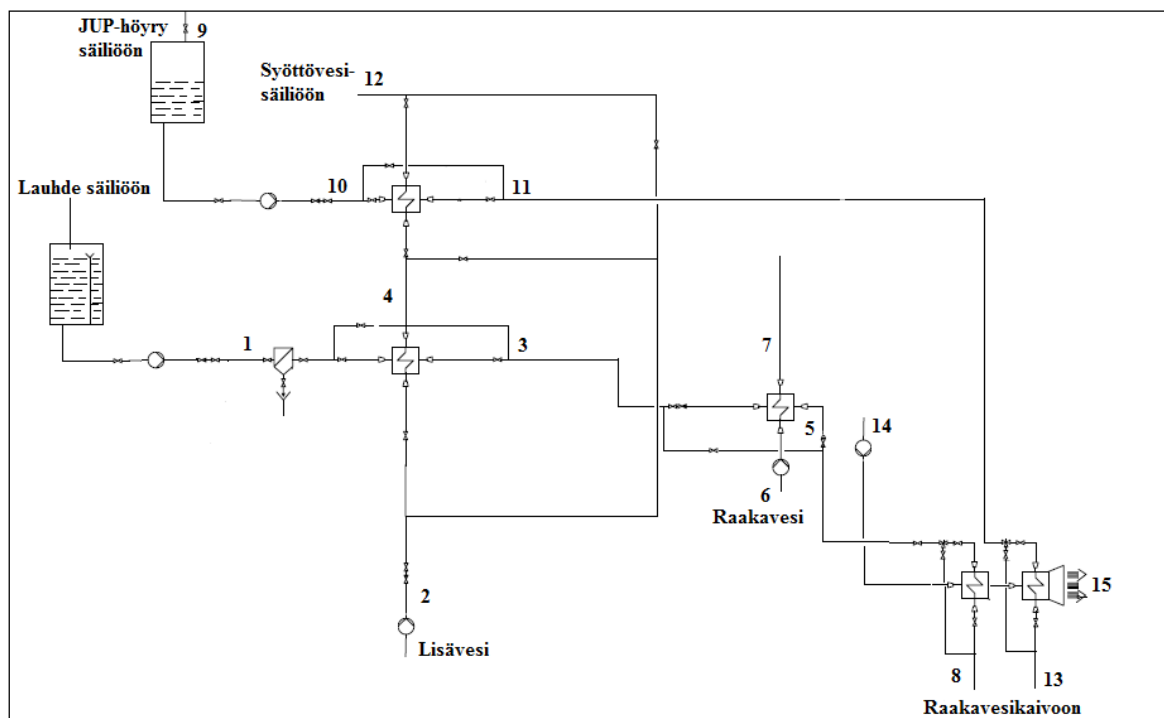 JUP-höyry
säiliöön
9
Syöttövesi-
säiliöön
12
10
11
Lauhde säiliöön
4
1
3
7
5
14
6
Raakavesi
2
Lisävesi
15
8
13
Raakavesikaivoon